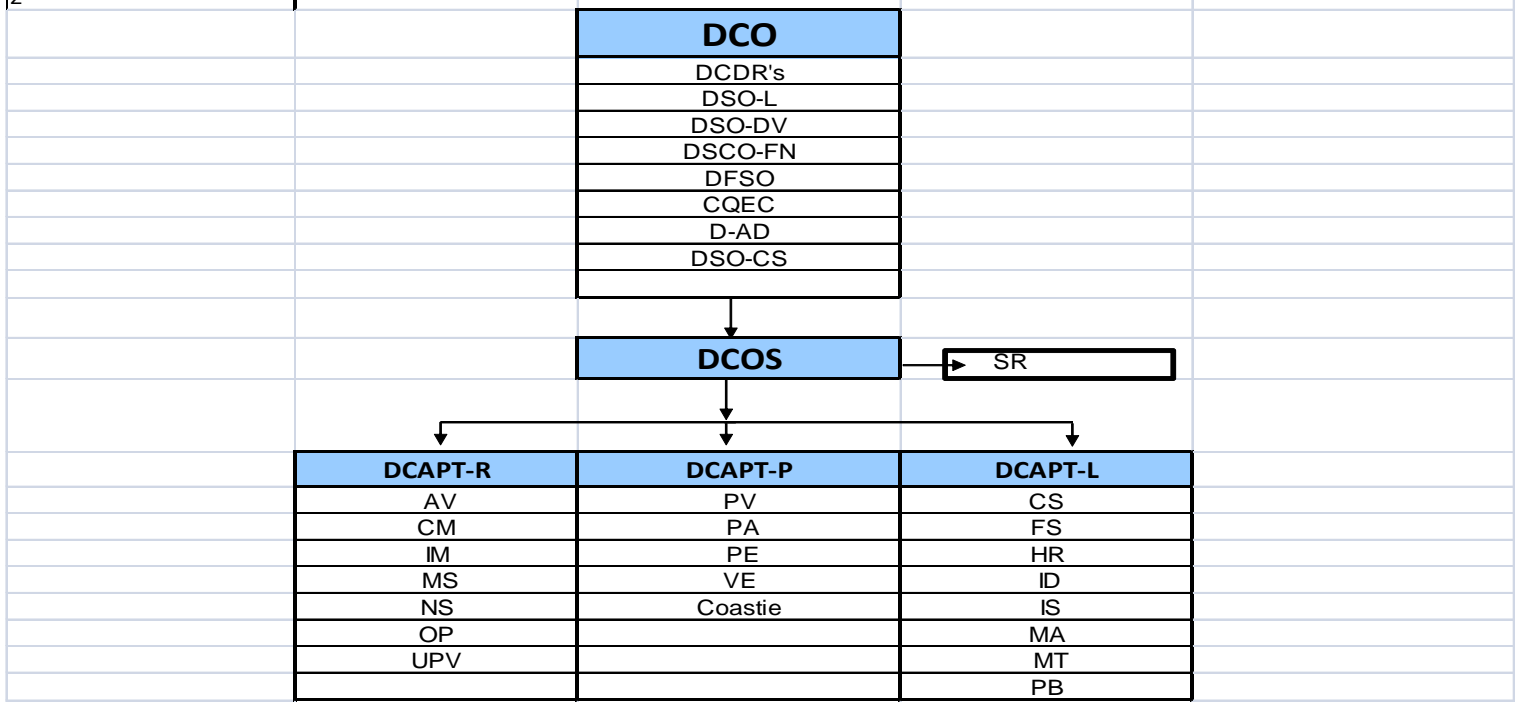 2
DCO
DCDR's
DSO-L
DSO-DV
DSCO-FN
DFSO
CQEC
D-AD
DSO-CS
DCOS
SR
DCAPT-R DCAPT-P DCAPT-L
AV PV CS
CM PA FS
IM PE HR
MS VE ID
NS Coastie IS
OP MA
UPV MT
PB